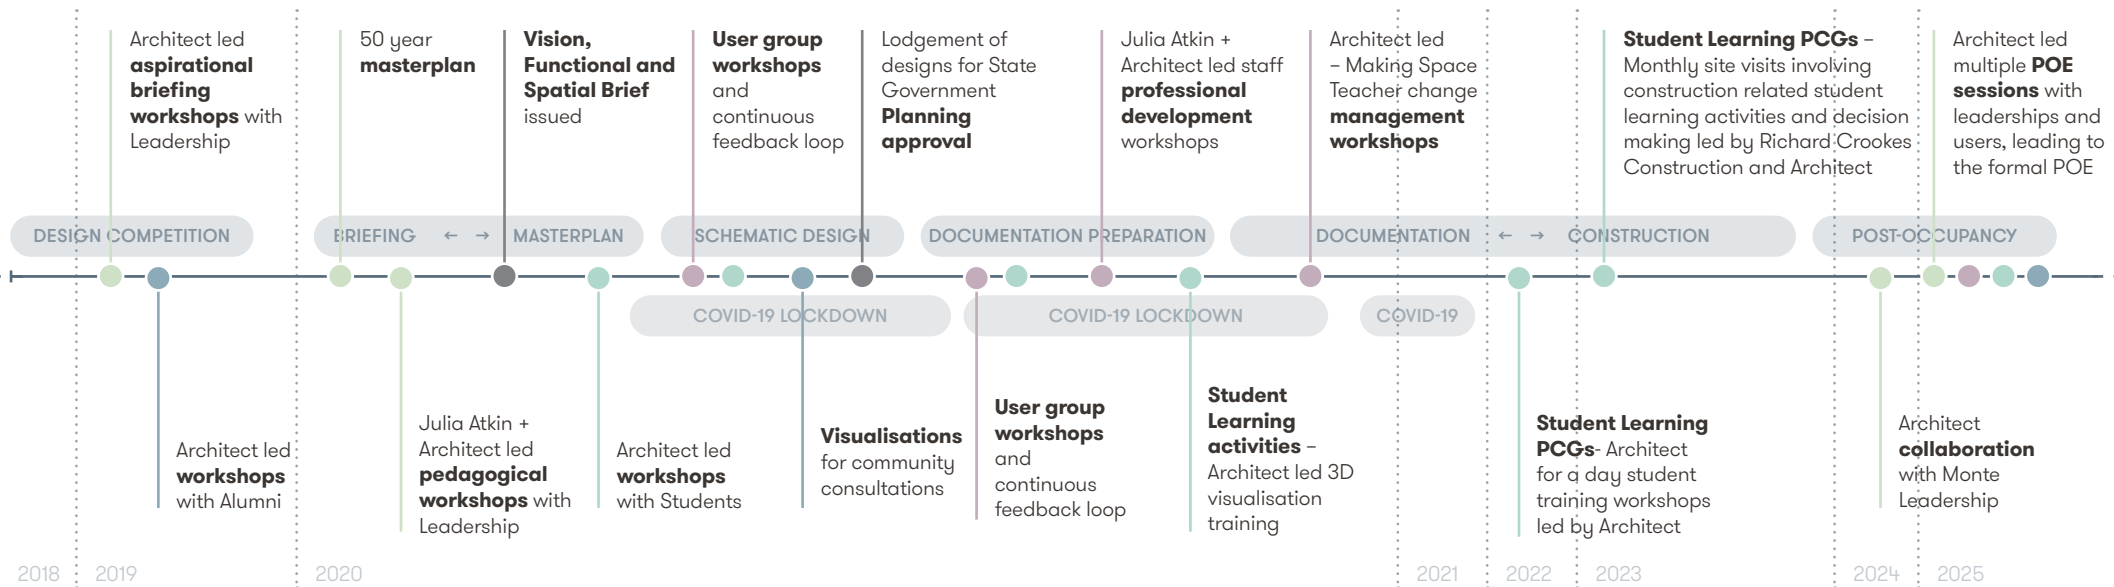 Architect led
aspirational
briefing
workshops with
Leadership
50 year
masterplan
Vision,
Functional and
Spatial Brief
issued
User group
workshops
and
continuous
feedback loop
Lodgement of
designs for State
Government
Planning
approval
Julia Atkin +
Architect led staff
professional
development
workshops
Architect led
– Making Space
Teacher change
management
workshops
Student Learning PCGs –
Monthly site visits involving
construction related student
learning activities and decision
making led by Richard Crookes
Construction and Architect
Architect led
multiple POE
sessions with
leaderships and
users, leading to
the formal POE
DESIGN COMPETITION
BRIEFING ← → MASTERPLAN
SCHEMATIC DESIGN
DOCUMENTATION PREPARATION
DOCUMENTATION ← → CONSTRUCTION
POST-OCCUPANCY
COVID-19 LOCKDOWN
COVID-19 LOCKDOWN
COVID-19
Architect led
workshops
with Alumni
Julia Atkin +
Architect led
pedagogical
workshops with
Leadership
Architect led
workshops
with Students
Visualisations
for community
consultations
User group
workshops
and
continuous
feedback loop
Student
Learning
activities –
Architect led 3D
visualisation
training
Student Learning
PCGs- Architect
for a day student
training workshops
led by Architect
Architect
collaboration
with Monte
Leadership
2018 2019 2020 2021 2022 2023 2024 2025